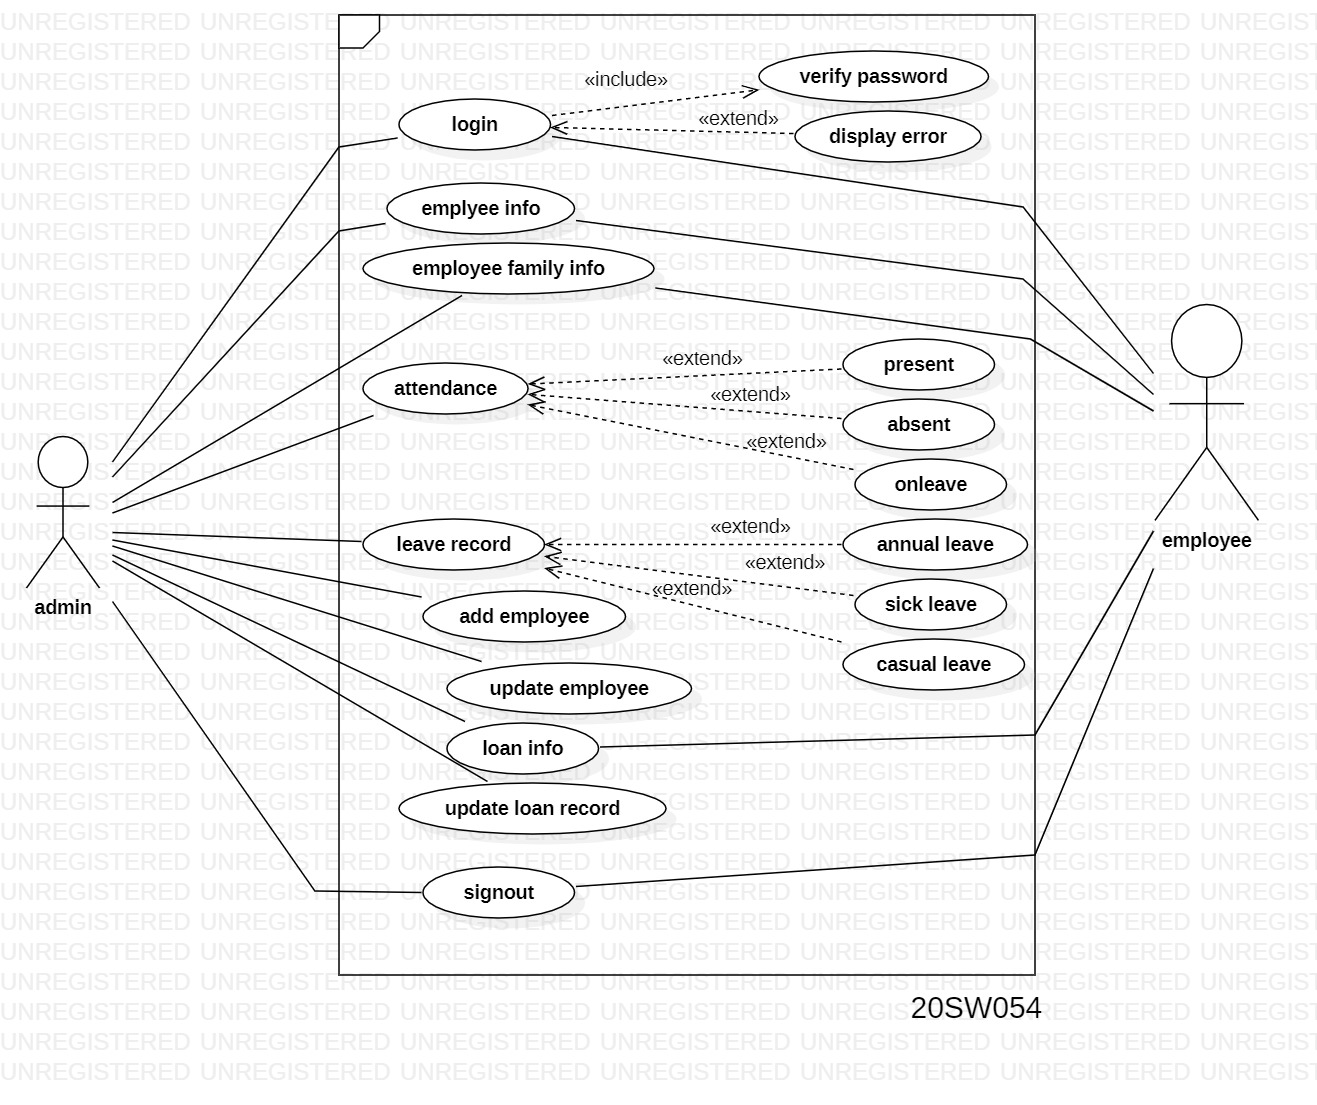 «include»
verify password
login
«extend»
display error
emplyee info
employee family info
«extend»
present
attendance
«extend»
absent
«extend»
onleave
leave record
«extend»
annual leave
«extend»
sick leave
«extend»
add employee
casual leave
update employee
loan info
update loan record
signout
admin
employee
20SW054
UNREGISTERED